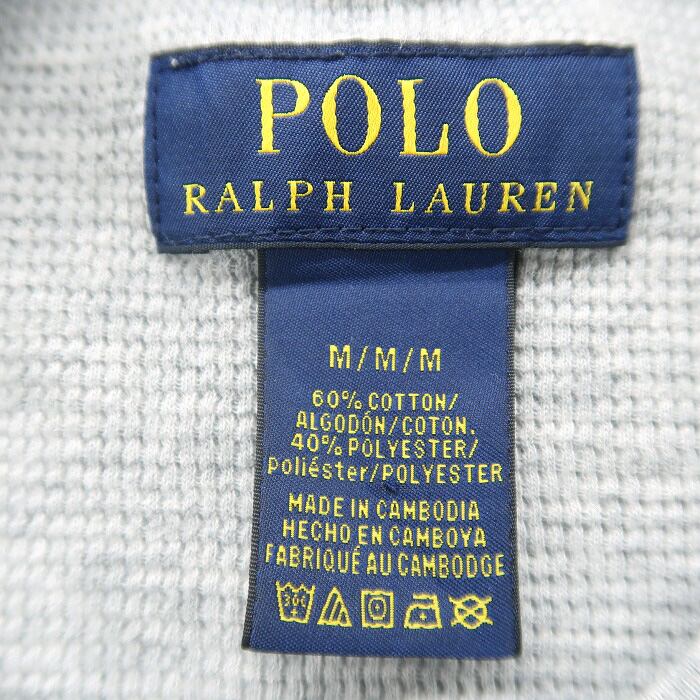 POLO
RALPH LAUREN
M/M/M
60% COTTON/
ALGODÓN/COTON.
40% POLYESTER/
poliéster/POLYESTER
MADE IN CAMBODIA
HECHO EN CAMBOYA
FABRIQUÉ AU CAMBODGE